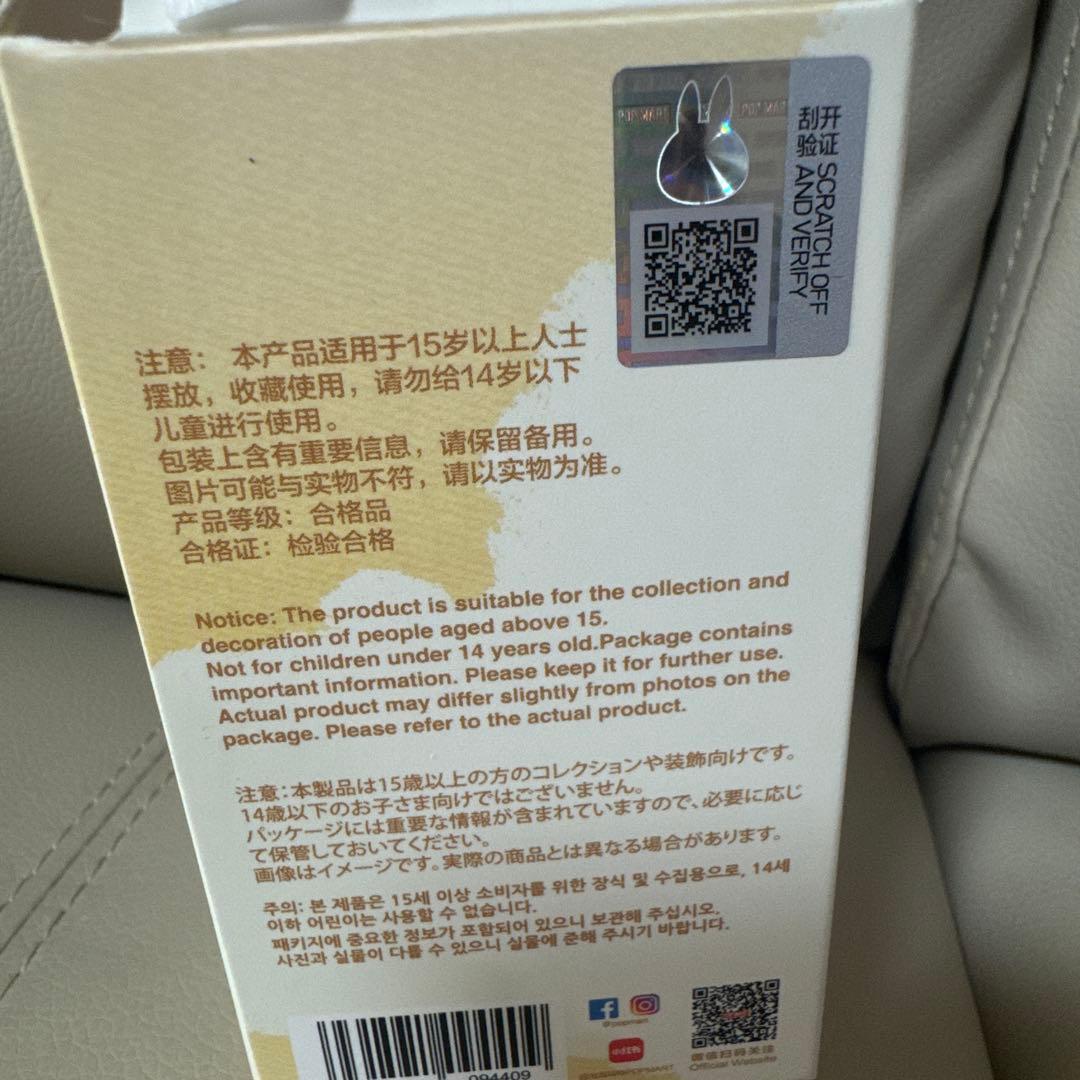 POP MART
POP MART
刮开
验证
SCRATCH OFF
AND VERIFY
注意： 本产品适用于15岁以上人士
摆放，收藏使用，请勿给14岁以下
儿童进行使用。
包装上含有重要信息，请保留备用。
图片可能与实物不符，请以实物为准。
产品等级：合格品
合格证：检验合格
Notice: The product is suitable for the collection and
decoration of people aged above 15.
Not for children under 14 years old.Package contains
important information. Please keep it for further use.
Actual product may differ slightly from photos on the
package. Please refer to the actual product.
注意:本製品は15歳以上の方のコレクションや装飾向けです。
14歳以下のお子さま向けではございません。
パッケージには重要な情報が含まれていますので、必要に応じ
て保管しておいてください。
画像はイメージです。実際の商品とは異なる場合があります。
주의: 본 제품은 15세 이상 소비자를 위한 장식 및 수집용으로, 14세
이하 어린이는 사용할 수 없습니다.
패키지에 중요한 정보가 포함되어 있으니 보관해 주십시오.
사진과 실물이 다를 수 있으니 실물에 준해 주시기 바랍니다.
@popmart
小红书
POPMART
微信扫码关注
Official Website
094409